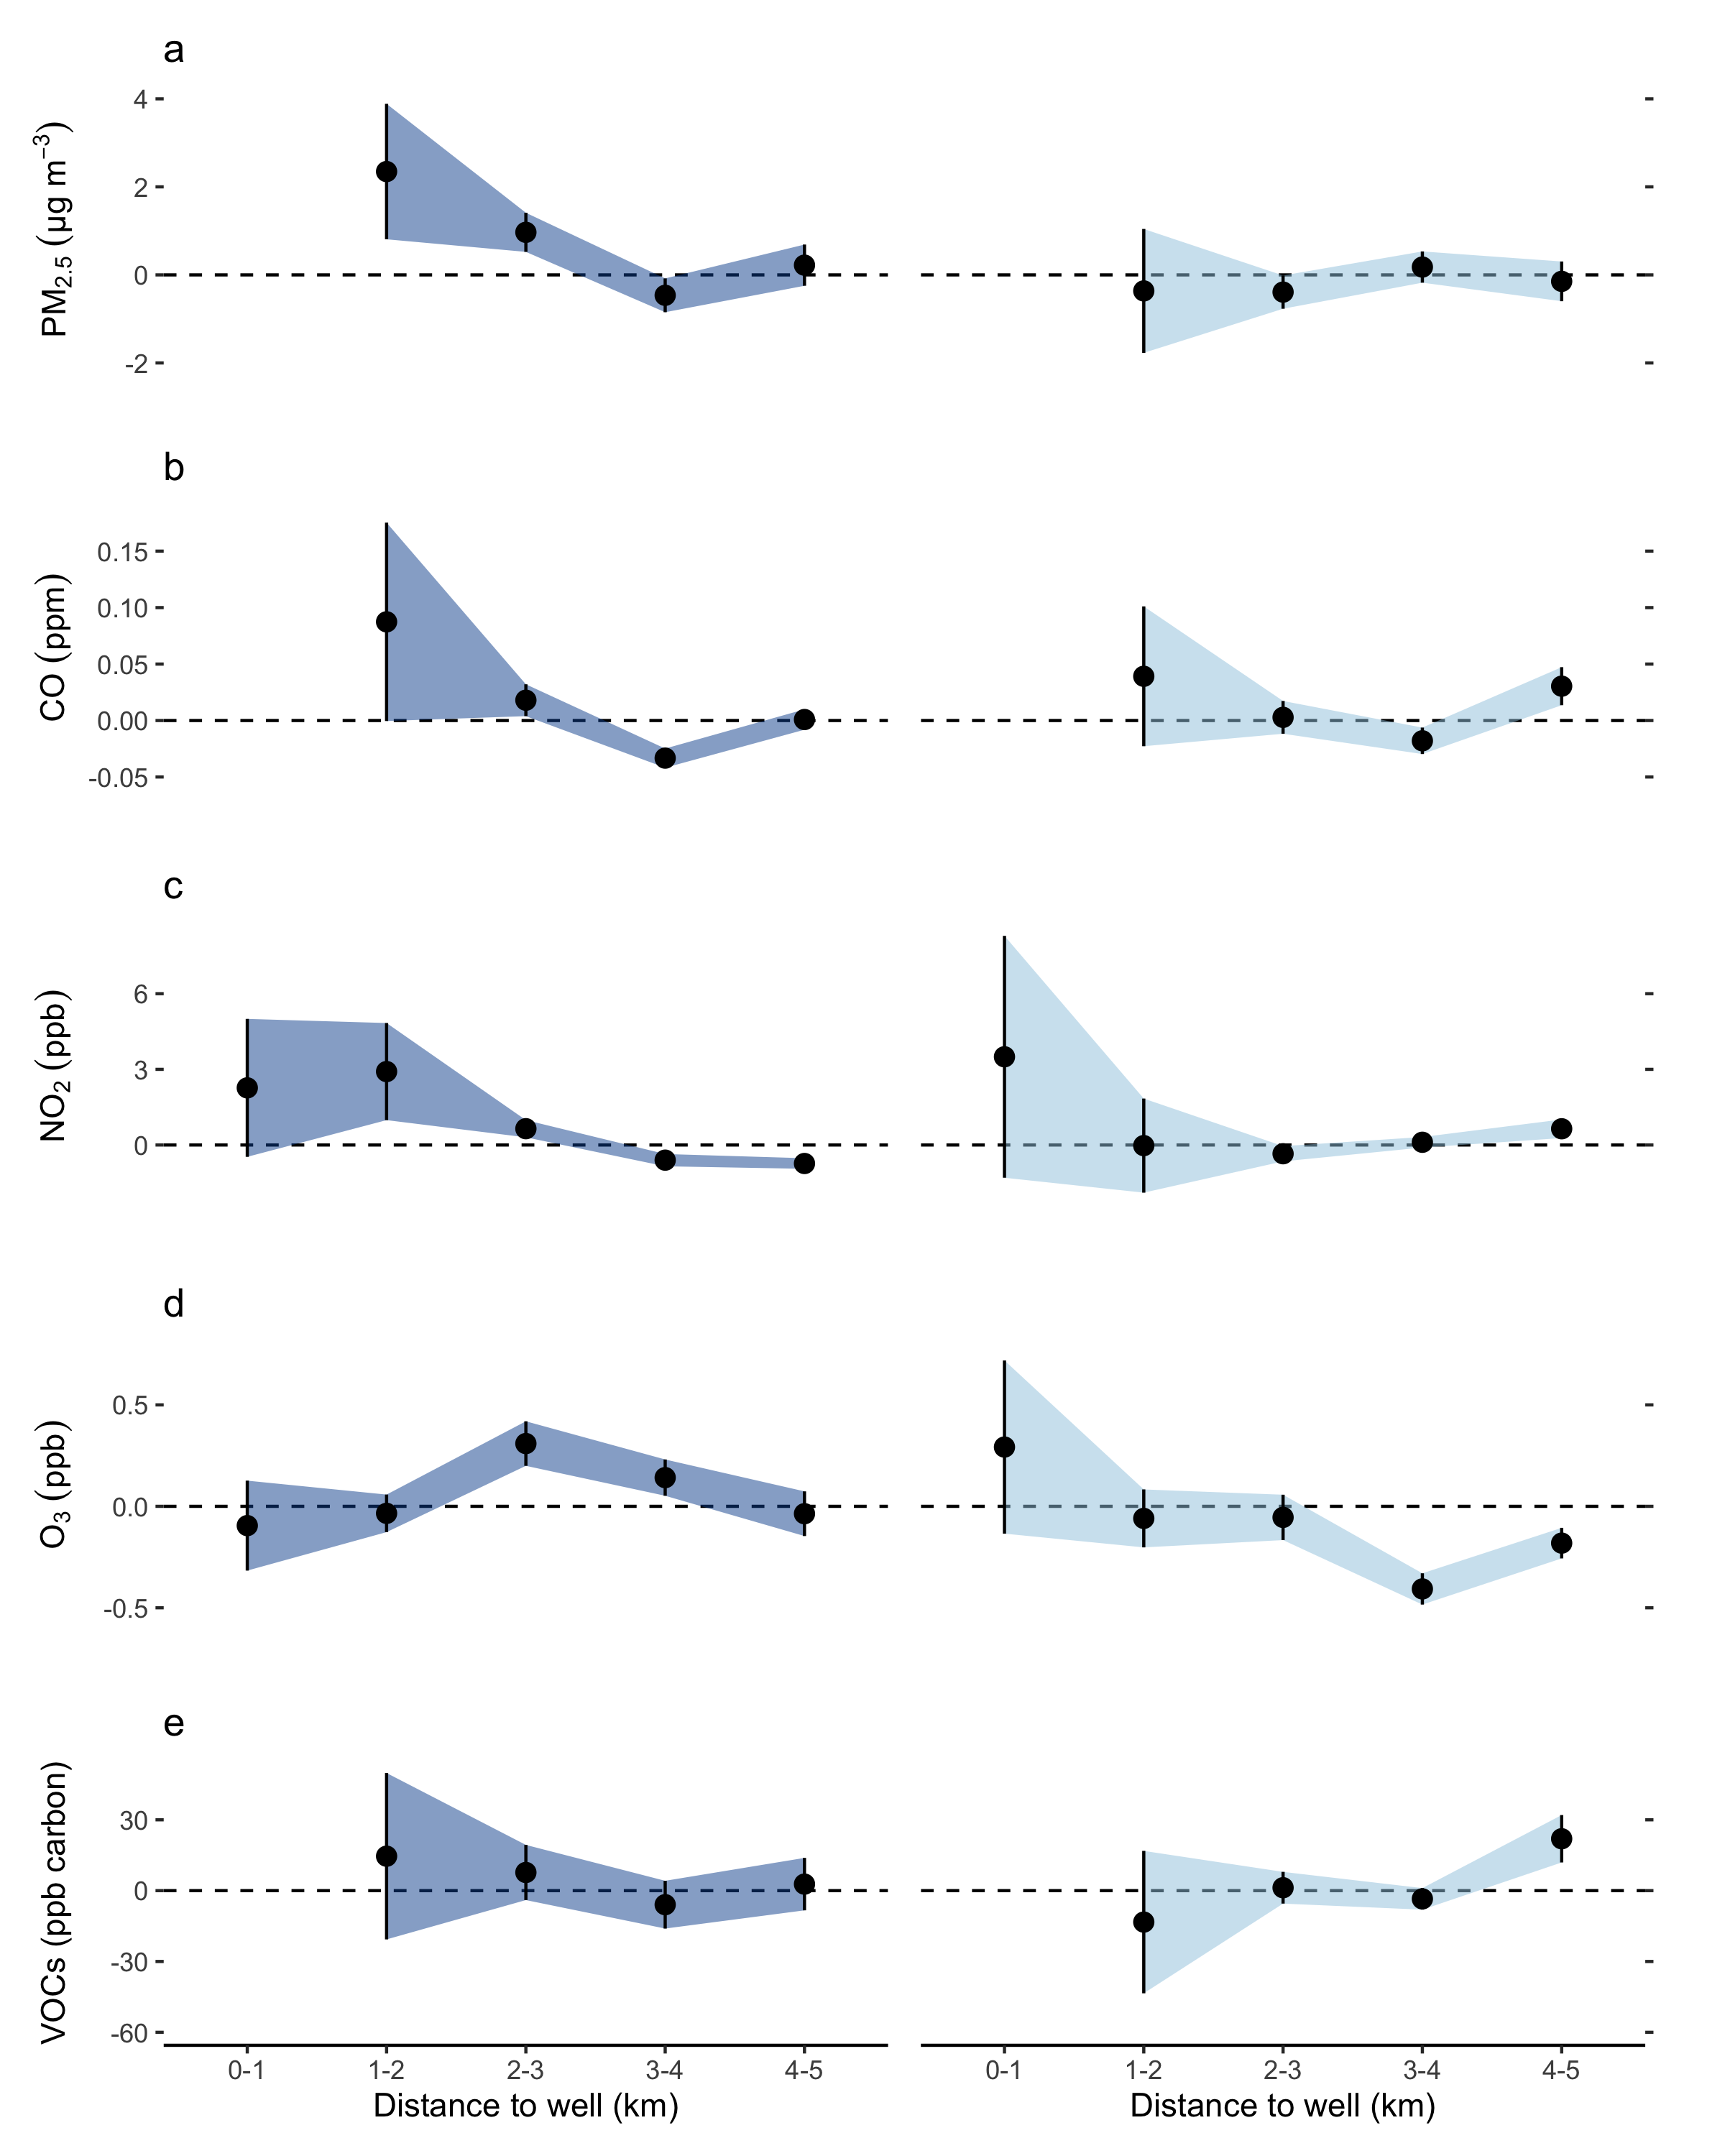 a
PM2.5 (µg m−3)
4
2
0
-2
b
CO (ppm)
0.15
0.10
0.05
0.00
-0.05
c
NO2 (ppb)
6
3
0
d
O3 (ppb)
0.5
0.0
-0.5
e
VOCs (ppb carbon)
30
0
-30
-60
0-1 1-2 2-3 3-4 4-5 0-1 1-2 2-3 3-4 4-5
Distance to well (km) Distance to well (km)